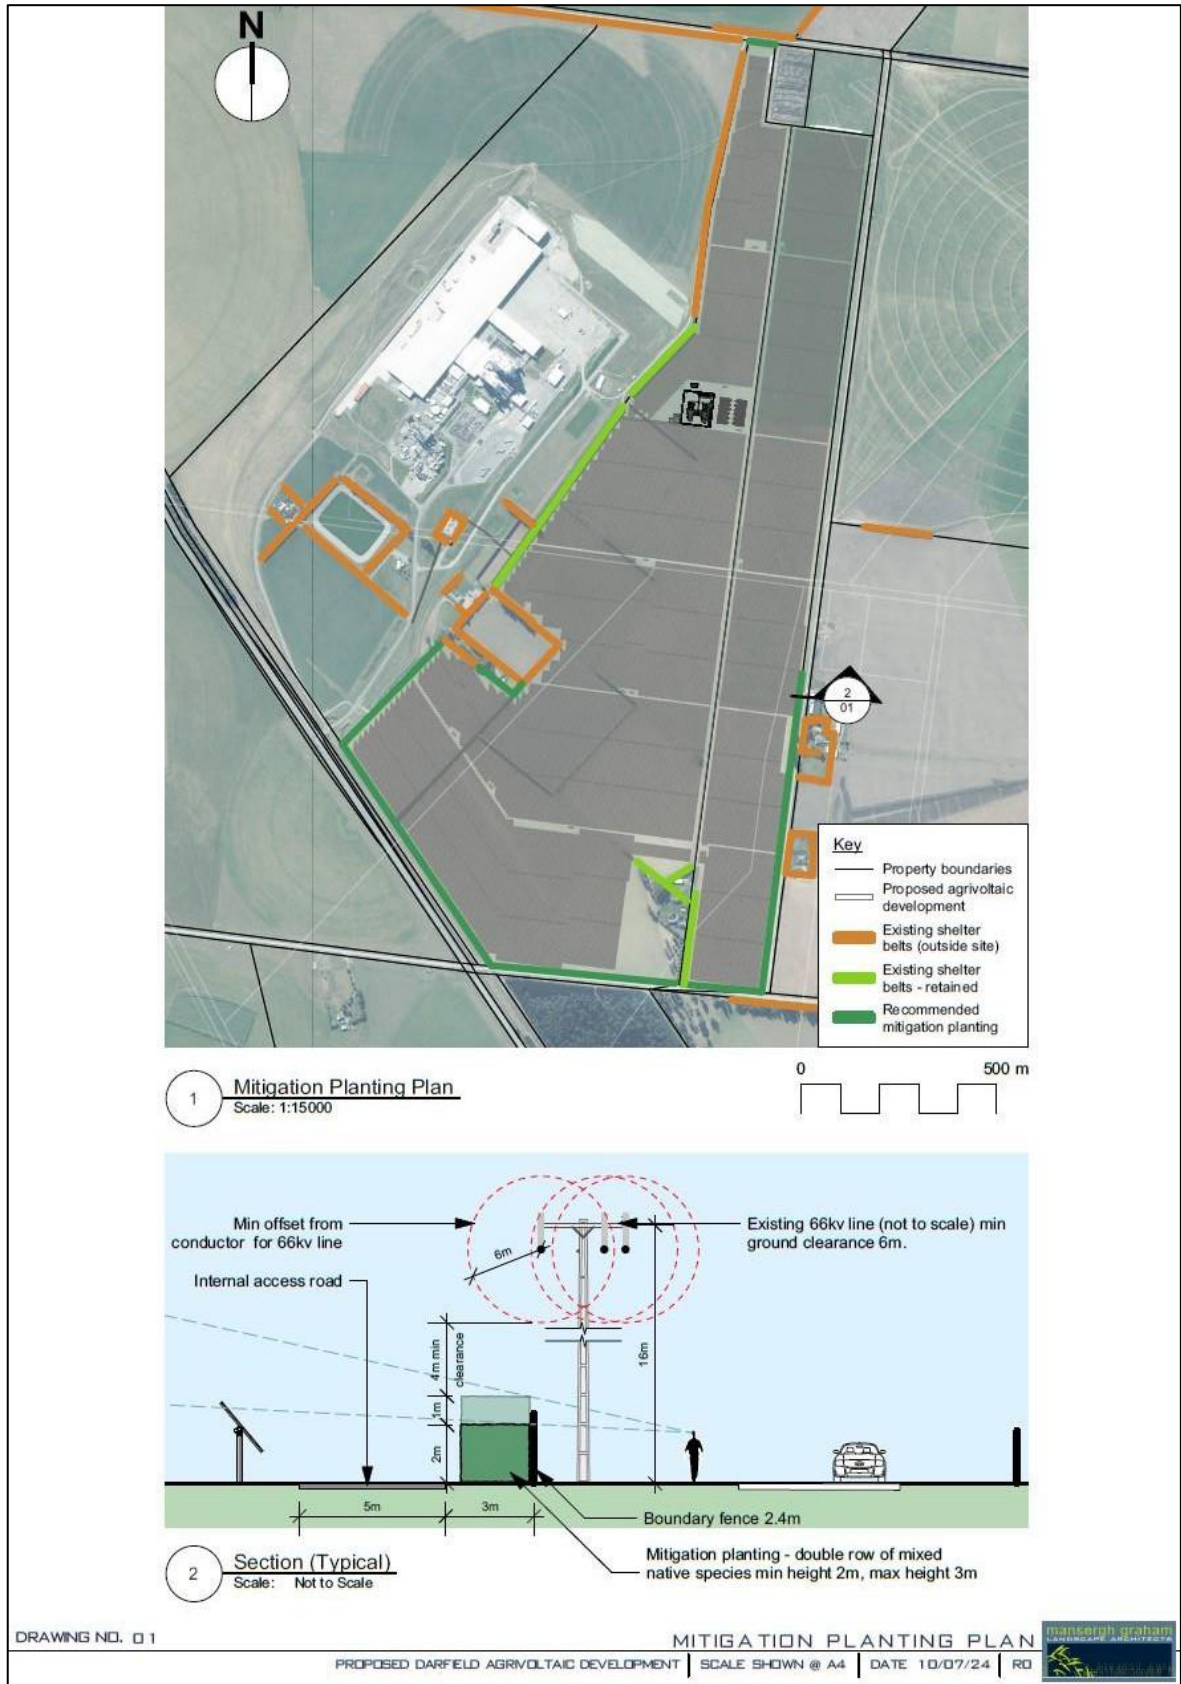 N
2
01
Key
Property boundaries
Proposed agrivoltaic
development
Existing shelter
belts (outside site)
Existing shelter
belts - retained
Recommended
mitigation planting
1
Mitigation Planting Plan
Scale: 1:15000
0 500 m
Min offset from
conductor for 66kv line
Existing 66kv line (not to scale) min
ground clearance 6m.
6m
Internal access road
4m min
clearance
16m
1m
2m
5m
3m
Boundary fence 2.4m
Mitigation planting - double row of mixed
native species min height 2m, max height 3m
2
Section (Typical)
Scale: Not to Scale
DRAWING NO. 01
MITIGATION PLANTING PLAN
PROPOSED DARFIELD AGRIVOLTAIC DEVELOPMENT SCALE SHOWN @ A4 DATE 10/07/24 R0
mansergh graham
LANDSCAPE ARCHITECTS